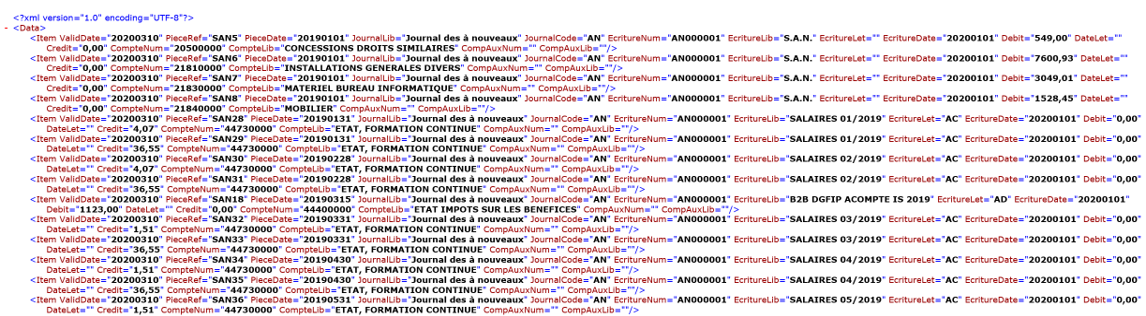 <?xml version="1.0" encoding="UTF-8"?>
- <Data>
<Item ValidDate="20200310" PieceRef="SAN5" PieceDate="20190101" JournalLib="Journal des à nouveaux" JournalCode="AN" EcritureNum="AN000001" EcritureLib="S.A.N." EcritureLet="" EcritureDate="20200101" Debit="549,00" DateLet=""
Credit="0,00" CompteNum="20500000" CompteLib="CONCESSIONS DROITS SIMILAIRES" CompAuxNum="" CompAuxLib=""/>
<Item ValidDate="20200310" PieceRef="SAN6" PieceDate="20190101" JournalLib="Journal des à nouveaux" JournalCode="AN" EcritureNum="AN000001" EcritureLib="S.A.N." EcritureLet="" EcritureDate="20200101" Debit="7600,93" DateLet=""
Credit="0,00" CompteNum="21810000" CompteLib="INSTALLATIONS GENERALES DIVERS" CompAuxNum="" CompAuxLib=""/>
<Item ValidDate="20200310" PieceRef="SAN7" PieceDate="20190101" JournalLib="Journal des à nouveaux" JournalCode="AN" EcritureNum="AN000001" EcritureLib="S.A.N." EcritureLet="" EcritureDate="20200101" Debit="3049,01" DateLet=""
Credit="0,00" CompteNum="21830000" CompteLib="MATERIEL BUREAU INFORMATIQUE" CompAuxNum="" CompAuxLib=""/>
<Item ValidDate="20200310" PieceRef="SAN8" PieceDate="20190101" JournalLib="Journal des à nouveaux" JournalCode="AN" EcritureNum="AN000001" EcritureLib="S.A.N." EcritureLet="" EcritureDate="20200101" Debit="1528,45" DateLet=""
Credit="0,00" CompteNum="21840000" CompteLib="MOBILIER" CompAuxNum="" CompAuxLib=""/>
<Item ValidDate="20200310" PieceRef="SAN28" PieceDate="20190131" JournalLib="Journal des à nouveaux" JournalCode="AN" EcritureNum="AN000001" EcritureLib="SALAIRES 01/2019" EcritureLet="AC" EcritureDate="20200101" Debit="0,00"
DateLet="" Credit="4,07" CompteNum="44730000" CompteLib="ETAT, FORMATION CONTINUE" CompAuxNum="" CompAuxLib=""/>
<Item ValidDate="20200310" PieceRef="SAN29" PieceDate="20190131" JournalLib="Journal des à nouveaux" JournalCode="AN" EcritureNum="AN000001" EcritureLib="SALAIRES 01/2019" EcritureLet="AC" EcritureDate="20200101" Debit="0,00"
DateLet="" Credit="36,55" CompteNum="44730000" CompteLib="ETAT, FORMATION CONTINUE" CompAuxNum="" CompAuxLib=""/>
<Item ValidDate="20200310" PieceRef="SAN30" PieceDate="20190228" JournalLib="Journal des à nouveaux" JournalCode="AN" EcritureNum="AN000001" EcritureLib="SALAIRES 02/2019" EcritureLet="AC" EcritureDate="20200101" Debit="0,00"
DateLet="" Credit="4,07" CompteNum="44730000" CompteLib="ETAT, FORMATION CONTINUE" CompAuxNum="" CompAuxLib=""/>
<Item ValidDate="20200310" PieceRef="SAN31" PieceDate="20190228" JournalLib="Journal des à nouveaux" JournalCode="AN" EcritureNum="AN000001" EcritureLib="SALAIRES 02/2019" EcritureLet="AC" EcritureDate="20200101" Debit="0,00"
DateLet="" Credit="36,55" CompteNum="44730000" CompteLib="ETAT, FORMATION CONTINUE" CompAuxNum="" CompAuxLib=""/>
<Item ValidDate="20200310" PieceRef="SAN18" PieceDate="20190315" JournalLib="Journal des à nouveaux" JournalCode="AN" EcritureNum="AN000001" EcritureLib="B2B DGFIP ACOMPTE IS 2019" EcritureLet="AD" EcritureDate="20200101"
Debit="1123,00" DateLet="" Credit="0,00" CompteNum="44400000" CompteLib="ETAT IMPOTS SUR LES BENEFICES" CompAuxNum="" CompAuxLib=""/>
<Item ValidDate="20200310" PieceRef="SAN32" PieceDate="20190331" JournalLib="Journal des à nouveaux" JournalCode="AN" EcritureNum="AN000001" EcritureLib="SALAIRES 03/2019" EcritureLet="AC" EcritureDate="20200101" Debit="0,00"
DateLet="" Credit="1,51" CompteNum="44730000" CompteLib="ETAT, FORMATION CONTINUE" CompAuxNum="" CompAuxLib=""/>
<Item ValidDate="20200310" PieceRef="SAN33" PieceDate="20190331" JournalLib="Journal des à nouveaux" JournalCode="AN" EcritureNum="AN000001" EcritureLib="SALAIRES 03/2019" EcritureLet="AC" EcritureDate="20200101" Debit="0,00"
DateLet="" Credit="36,55" CompteNum="44730000" CompteLib="ETAT, FORMATION CONTINUE" CompAuxNum="" CompAuxLib=""/>
<Item ValidDate="20200310" PieceRef="SAN34" PieceDate="20190430" JournalLib="Journal des à nouveaux" JournalCode="AN" EcritureNum="AN000001" EcritureLib="SALAIRES 04/2019" EcritureLet="AC" EcritureDate="20200101" Debit="0,00"
DateLet="" Credit="1,51" CompteNum="44730000" CompteLib="ETAT, FORMATION CONTINUE" CompAuxNum="" CompAuxLib=""/>
<Item ValidDate="20200310" PieceRef="SAN35" PieceDate="20190430" JournalLib="Journal des à nouveaux" JournalCode="AN" EcritureNum="AN000001" EcritureLib="SALAIRES 04/2019" EcritureLet="AC" EcritureDate="20200101" Debit="0,00"
DateLet="" Credit="36,55" CompteNum="44730000" CompteLib="ETAT, FORMATION CONTINUE" CompAuxNum="" CompAuxLib=""/>
<Item ValidDate="20200310" PieceRef="SAN36" PieceDate="20190531" JournalLib="Journal des à nouveaux" JournalCode="AN" EcritureNum="AN000001" EcritureLib="SALAIRES 05/2019" EcritureLet="AC" EcritureDate="20200101" Debit="0,00"
DateLet="" Credit="1,51" CompteNum="44730000" CompteLib="ETAT, FORMATION CONTINUE" CompAuxNum="" CompAuxLib=""/>